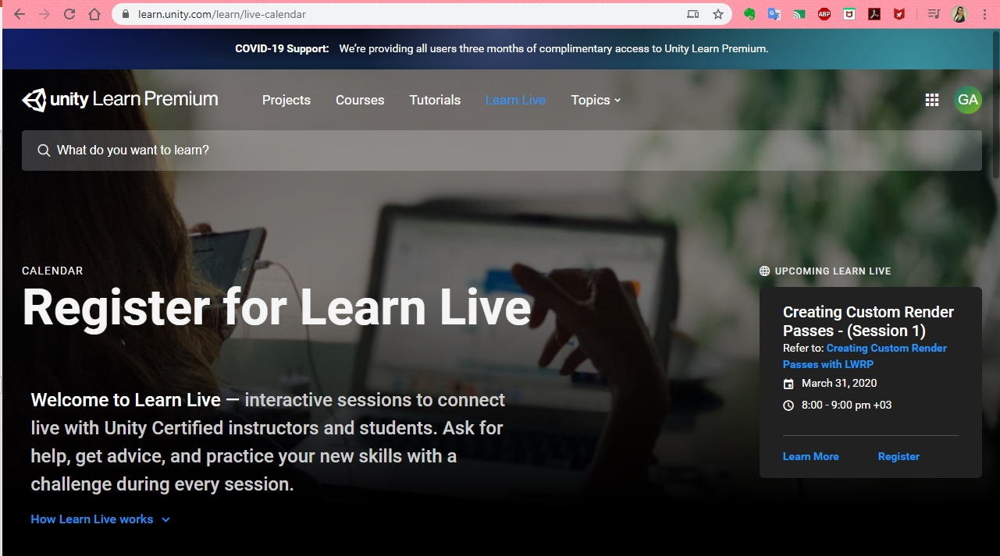 learn.unity.com/learn/live-calendar
ABP
COVID-19 Support: We're providing all users three months of complimentary access to Unity Learn Premium.
unity Learn Premium
Projects
Courses
Tutorials
Learn Live
Topics
GA
What do you want to learn?
CALENDAR
Register for Learn Live
Welcome to Learn Live — interactive sessions to connect
live with Unity Certified instructors and students. Ask for
help, get advice, and practice your new skills with a
challenge during every session.
How Learn Live works
UPCOMING LEARN LIVE
Creating Custom Render
Passes - (Session 1)
Refer to: Creating Custom Render
Passes with LWRP
March 31, 2020
8:00 - 9:00 pm +03
Learn More
Register